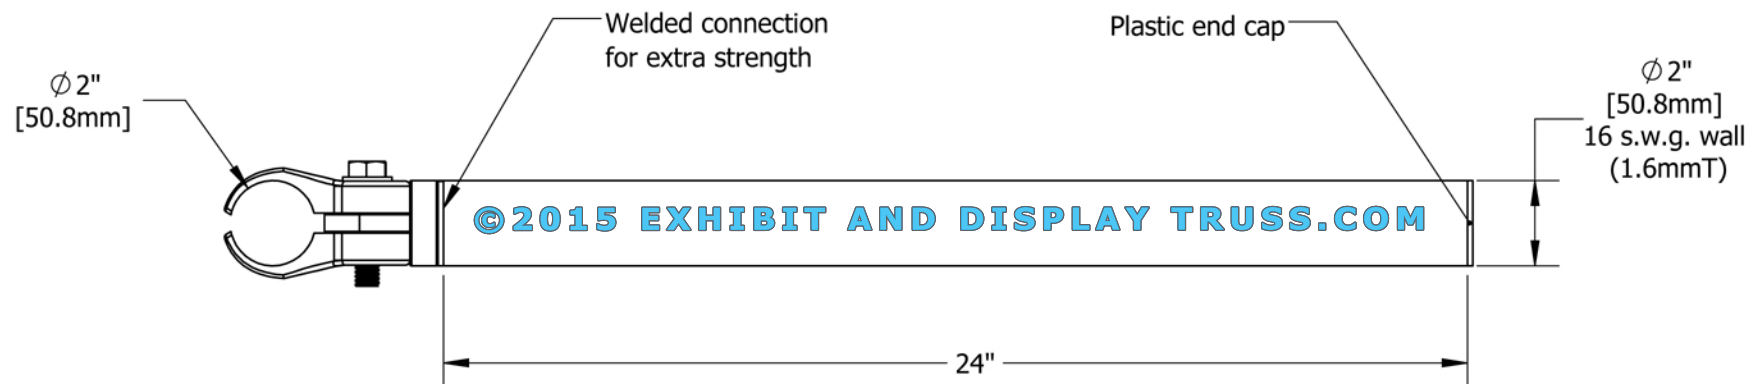 Welded connection
for extra strength
Plastic end cap
∅2"
[50.8mm]
∅2"
[50.8mm]
16 s.w.g. wall
(1.6mmT)
©2015 EXHIBIT AND DISPLAY TRUSS.COM
24"